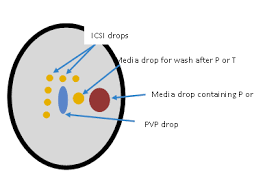 ICSI drops
Media drop for wash after P or T
Media drop containing P or
PVP drop